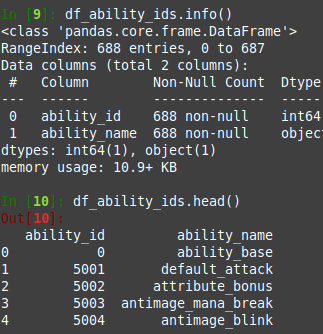 In [9]: df_ability_ids.info()
<class 'pandas.core.frame.DataFrame'>
RangeIndex: 688 entries, 0 to 687
Data columns (total 2 columns):
 #   Column        Non-Null Count  Dtype
---  ------        --------------  -----
 0   ability_id    688 non-null    int64
 1   ability_name  688 non-null    objec
dtypes: int64(1), object(1)
memory usage: 10.9+ KB
In [10]: df_ability_ids.head()
Out[10]:
   ability_id         ability_name
0           0         ability_base
1        5001       default_attack
2        5002      attribute_bonus
3        5003  antimage_mana_break
4        5004       antimage_blink